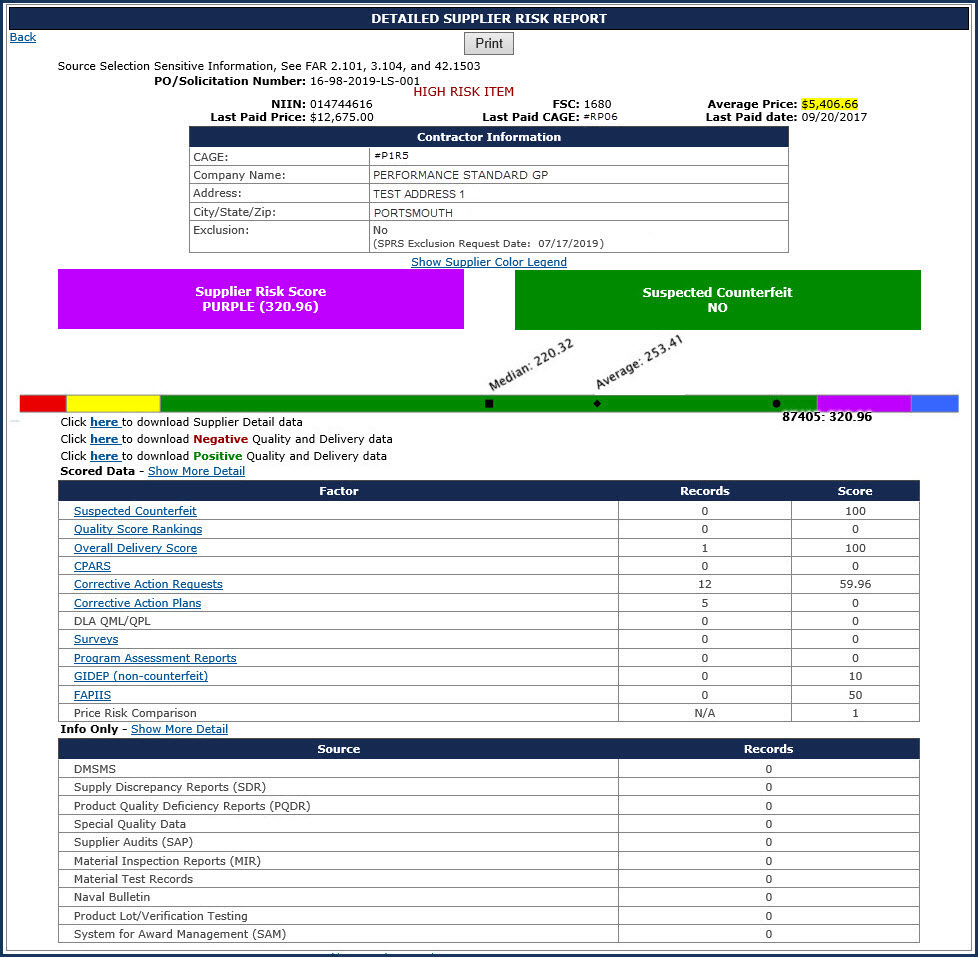 DETAILED SUPPLIER RISK REPORT
Back
Print
Source Selection Sensitive Information, See FAR 2.101, 3.104, and 42.1503
PO/Solicitation Number: 16-98-2019-LS-001
HIGH RISK ITEM
NIIN: 014744616 FSC: 1680 Average Price: $5,406.66
Last Paid Price: $12,675.00 Last Paid CAGE: #RP06 Last Paid date: 09/20/2017
Contractor Information
CAGE: #P1R5
Company Name: PERFORMANCE STANDARD GP
Address: TEST ADDRESS 1
City/State/Zip: PORTSMOUTH
Exclusion: No
(SPRS Exclusion Request Date: 07/17/2019)
Show Supplier Color Legend
Supplier Risk Score
PURPLE (320.96)
Suspected Counterfeit
NO
Median: 220.32
Average: 253.41
87405: 320.96
Click here to download Supplier Detail data
Click here to download Negative Quality and Delivery data
Click here to download Positive Quality and Delivery data
Scored Data - Show More Detail
Factor Records Score
Suspected Counterfeit 0 100
Quality Score Rankings 0 0
Overall Delivery Score 1 100
CPARS 0 0
Corrective Action Requests 12 59.96
Corrective Action Plans 5 0
DLA QML/QPL 0 0
Surveys 0 0
Program Assessment Reports 0 0
GIDEP (non-counterfeit) 0 10
FAPIIS 0 50
Price Risk Comparison N/A 1
Info Only - Show More Detail
Source Records
DMSMS 0
Supply Discrepancy Reports (SDR) 0
Product Quality Deficiency Reports (PQDR) 0
Special Quality Data 0
Supplier Audits (SAP) 0
Material Inspection Reports (MIR) 0
Material Test Records 0
Naval Bulletin 0
Product Lot/Verification Testing 0
System for Award Management (SAM) 0